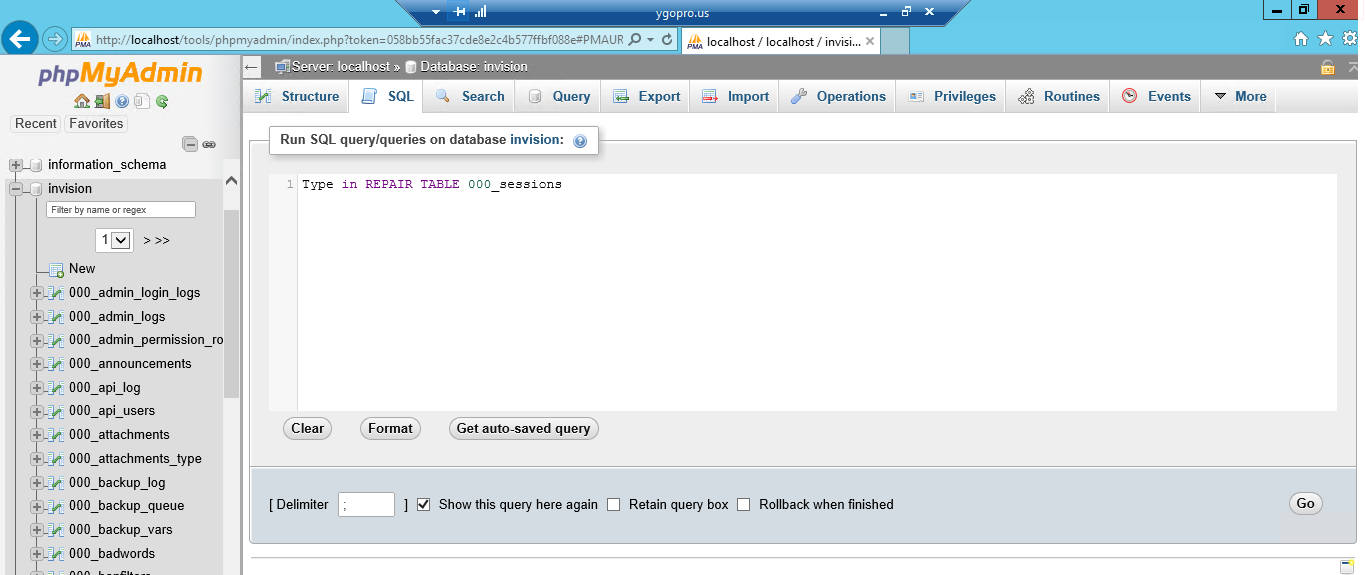 ygopro.us
http://localhost/tools/phpmyadmin/index.php?token=058bb55fac37cde8e2c4b577ffbf088e#PMAUR
localhost / localhost / invisi...
phpMyAdmin
Server: localhost » Database: invision
Structure SQL Search Query Export Import Operations Privileges Routines Events More
Recent Favorites
information_schema
invision
Filter by name or regex
1 > >>
New
000_admin_login_logs
000_admin_logs
000_admin_permission_ro
000_announcements
000_api_log
000_api_users
000_attachments
000_attachments_type
000_backup_log
000_backup_queue
000_backup_vars
000_badwords
Run SQL query/queries on database invision:
1 Type in REPAIR TABLE 000_sessions
Clear Format Get auto-saved query
[ Delimiter ; ] Show this query here again Retain query box Rollback when finished Go